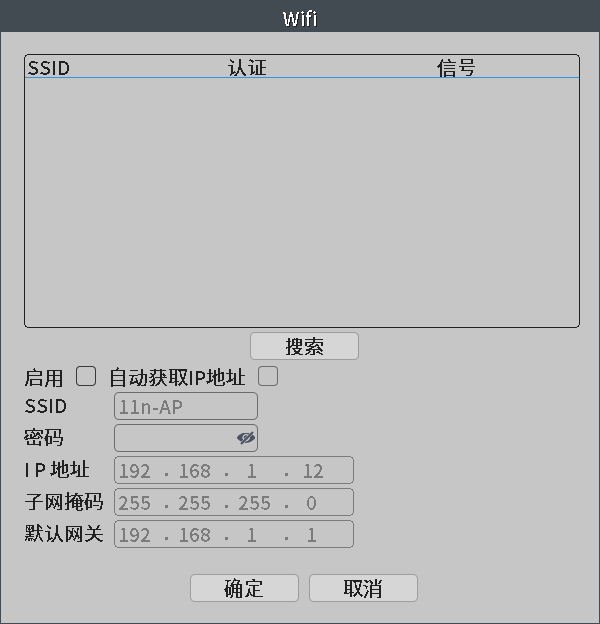 Wifi
SSID 认证 信号
搜索
启用 自动获取IP地址
SSID 11n-AP
密码
IP地址 192 . 168 . 1 . 12
子网掩码 255 . 255 . 255 . 0
默认网关 192 . 168 . 1 . 1
确定 取消